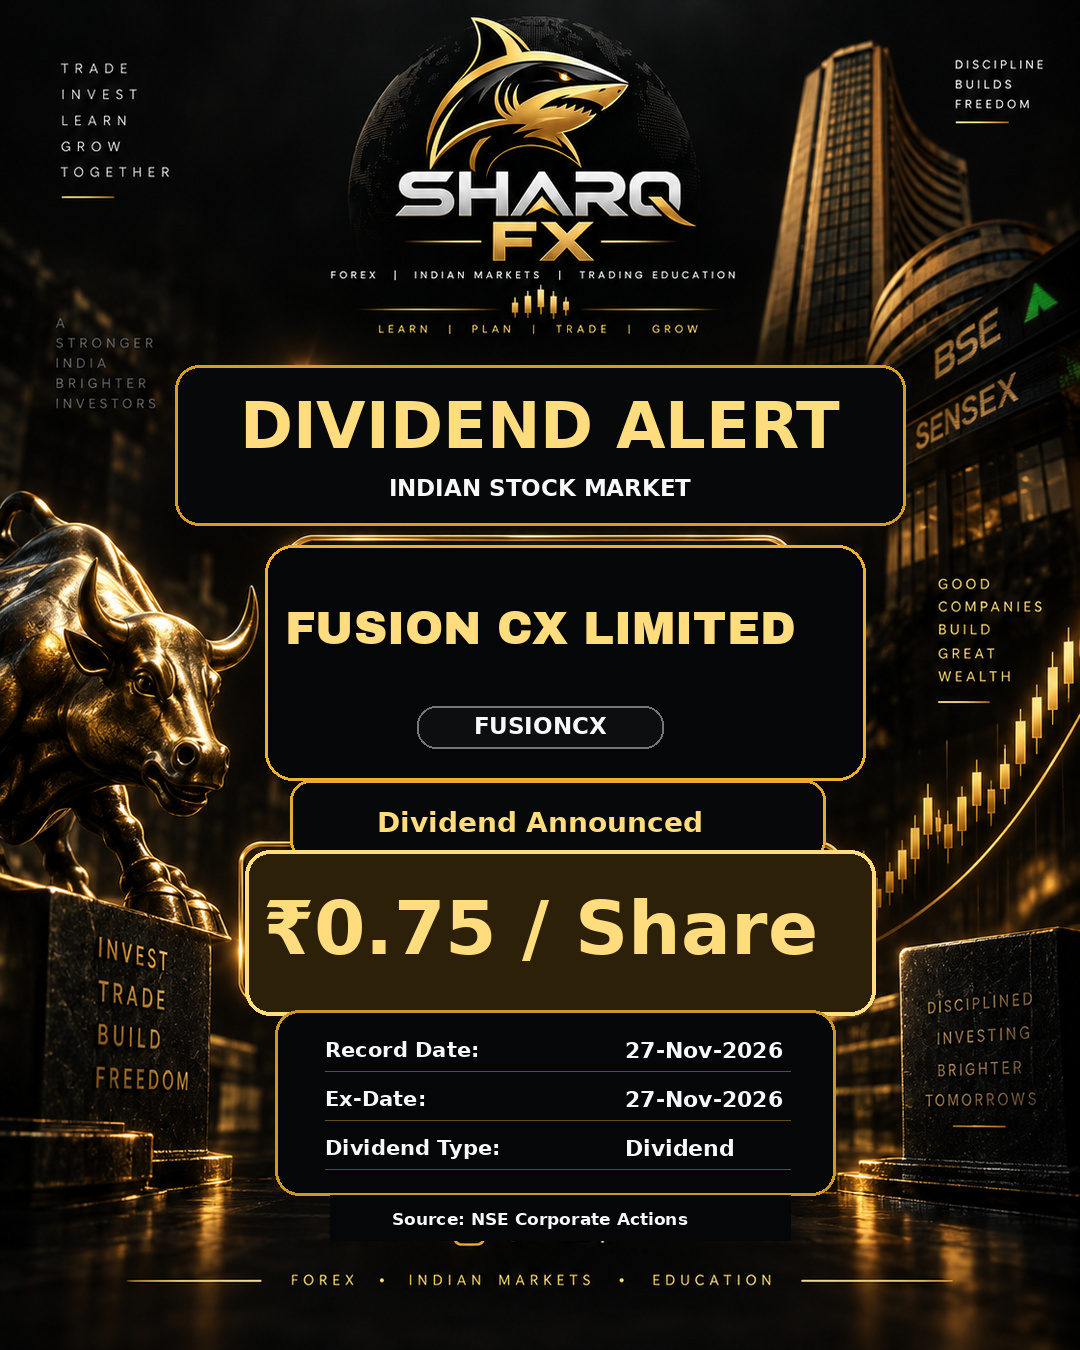 TRADE
INVEST
LEARN
GROW
TOGETHER
DISCIPLINE
BUILDS
FREEDOM
SHARQ
FX
FOREX | INDIAN MARKETS | TRADING EDUCATION
LEARN | PLAN | TRADE | GROW
A
STRONGER
INDIA
BRIGHTER
INVESTORS
BSE
SENSEX
DIVIDEND ALERT
INDIAN STOCK MARKET
FUSION CX LIMITED
FUSIONCX
GOOD
COMPANIES
BUILD
GREAT
WEALTH
Dividend Announced
₹0.75 / Share
INVEST
TRADE
BUILD
FREEDOM
DISCIPLINED
INVESTING
BRIGHTER
TOMORROWS
Record Date: 27-Nov-2026
Ex-Date: 27-Nov-2026
Dividend Type: Dividend
Source: NSE Corporate Actions
FOREX • INDIAN MARKETS • EDUCATION